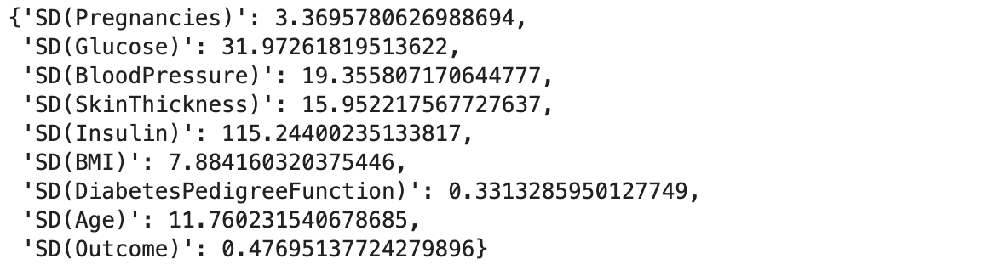 {'SD(Pregnancies)': 3.3695780626988694,
'SD(Glucose)': 31.97261819513622,
'SD(BloodPressure)': 19.355807170644777,
'SD(SkinThickness)': 15.952217567727637,
'SD(Insulin)': 115.24400235133817,
'SD(BMI)': 7.884160320375446,
'SD(DiabetesPedigreeFunction)': 0.3313285950127749,
'SD(Age)': 11.760231540678685,
'SD(Outcome)': 0.47695137724279896}